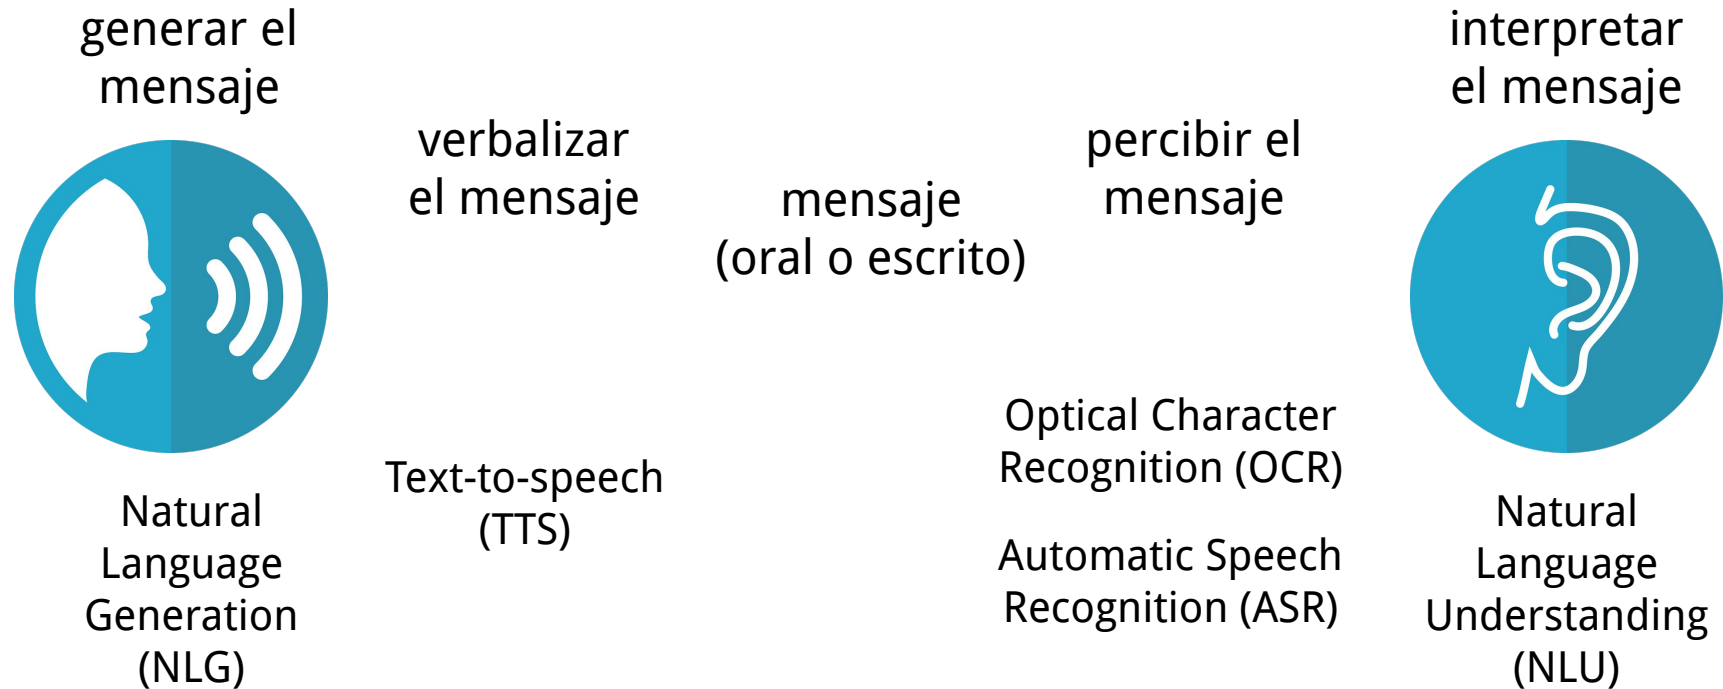 generar el
mensaje
verbalizar
el mensaje
mensaje
(oral o escrito)
percibir el
mensaje
interpretar
el mensaje
Natural
Language
Generation
(NLG)
Text-to-speech
(TTS)
Optical Character
Recognition (OCR)
Automatic Speech
Recognition (ASR)
Natural
Language
Understanding
(NLU)